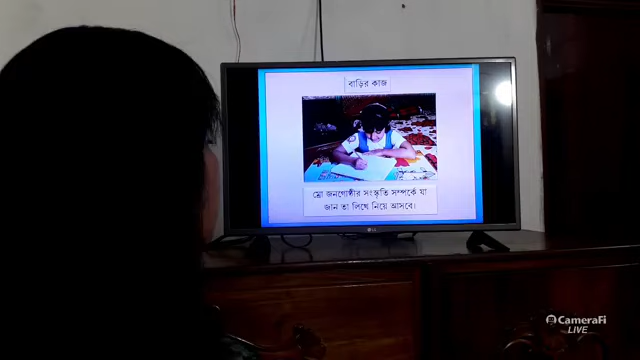 বাড়ির কাজ
ম্রো জনগোষ্ঠীর সংস্কৃতি সম্পর্কে যা
জান তা লিখে নিয়ে আসবে।
LG
CameraFi
LIVE